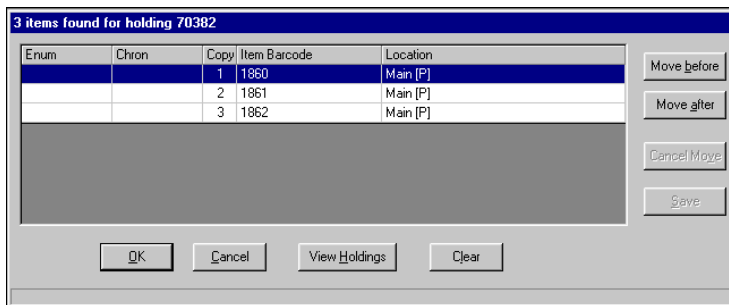 3 items found for holding 70382
Enum Chron Copy Item Barcode Location
1 1860 Main [P]
2 1861 Main [P]
3 1862 Main [P]
Move before
Move after
Cancel Move
Save
OK Cancel View Holdings Clear